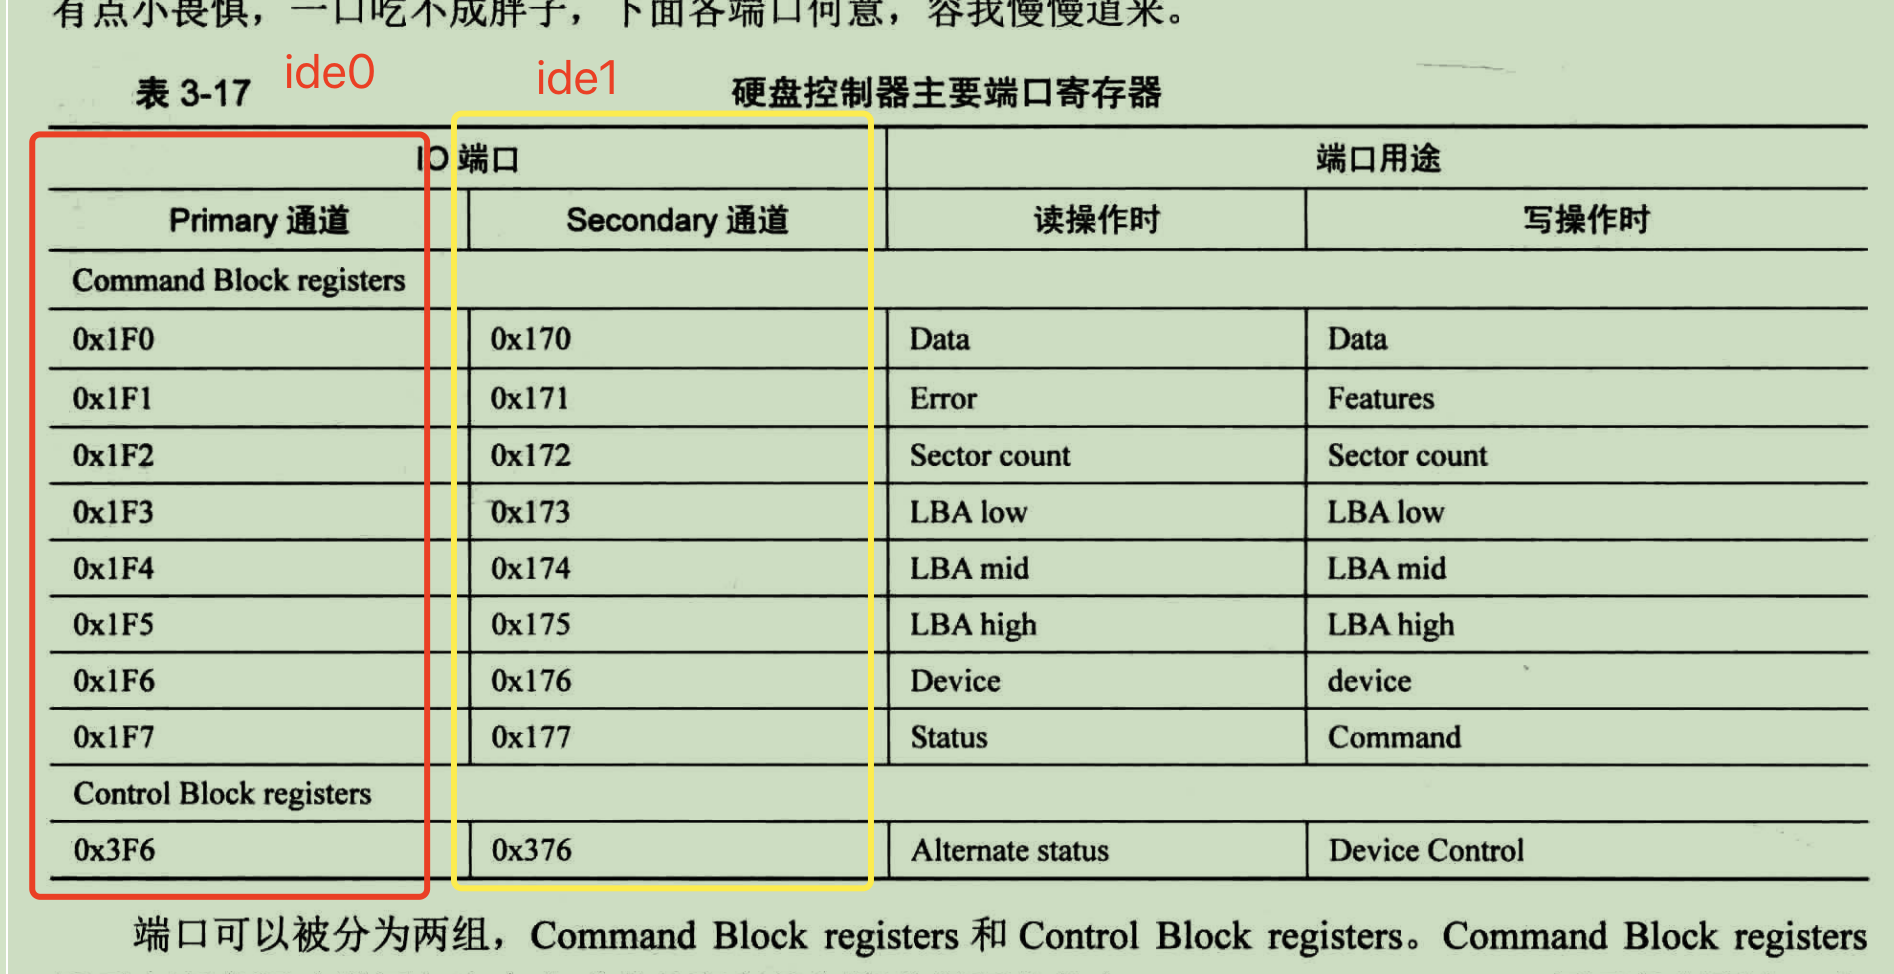 有点小畏惧，一口吃不成胖子，下面各端口何意，容我慢慢道来。
ide0 ide1
表 3-17 硬盘控制器主要端口寄存器
IO 端口 端口用途
Primary 通道 Secondary 通道 读操作时 写操作时
Command Block registers
0x1F0 0x170 Data Data
0x1F1 0x171 Error Features
0x1F2 0x172 Sector count Sector count
0x1F3 0x173 LBA low LBA low
0x1F4 0x174 LBA mid LBA mid
0x1F5 0x175 LBA high LBA high
0x1F6 0x176 Device device
0x1F7 0x177 Status Command
Control Block registers
0x3F6 0x376 Alternate status Device Control
端口可以被分为两组，Command Block registers 和 Control Block registers。Command Block registers